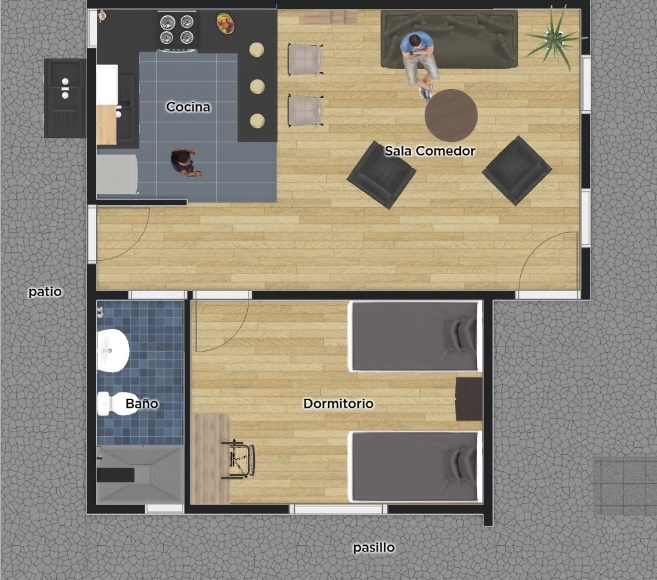 Cocina
Sala Comedor
patio
Baño
Dormitorio
pasillo